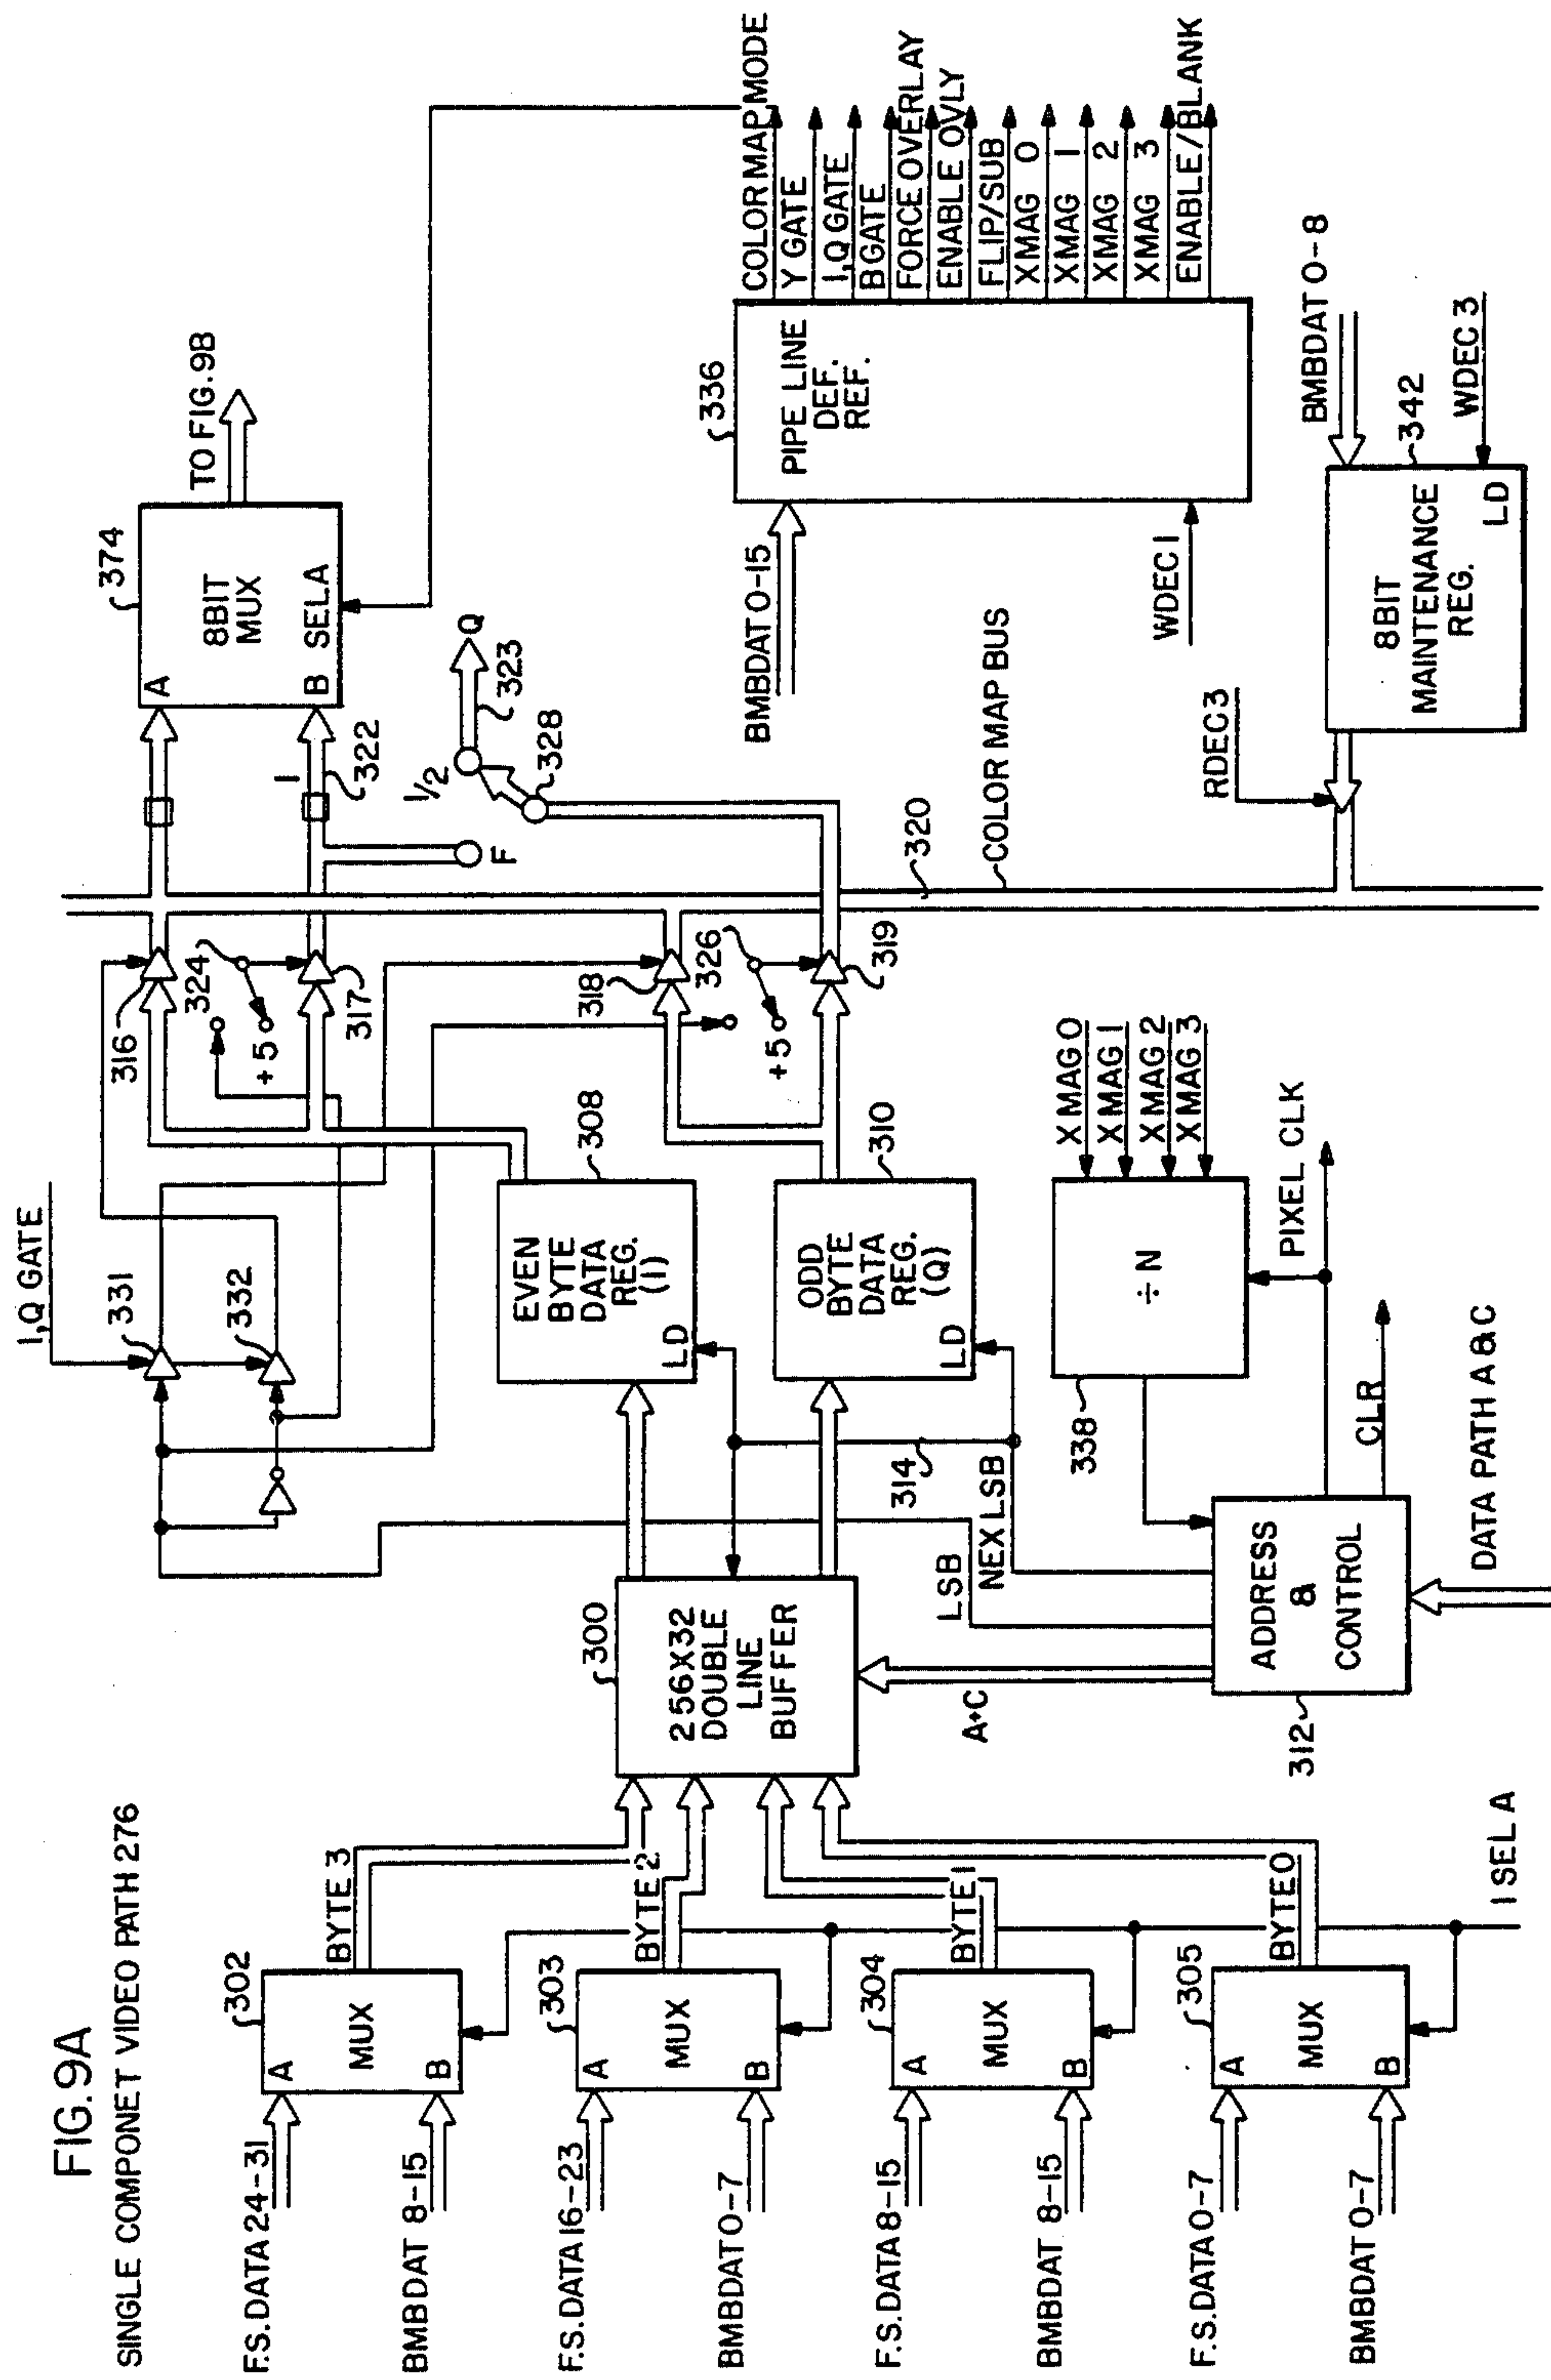 FIG. 9A
SINGLE COMPONET VIDEO PATH 276
F.S. DATA 24-31
BMBDAT 8-15
F.S. DATA 16-23
BMBDAT 0-7
F.S. DATA 8-15
BMBDAT 8-15
F.S. DATA 0-7
BMBDAT 0-7
302
A
MUX
B
303
A
MUX
B
304
A
MUX
B
305
A
MUX
B
BYTE 3
BYTE 2
BYTE 1
BYTE 0
I SEL A
300
256X32
DOUBLE
LINE
BUFFER
A+C
LSB
NEX LSB
314
312
ADDRESS
&
CONTROL
DATA PATH A & C
CLR
PIXEL CLK
338
÷ N
X MAG 0
X MAG 1
X MAG 2
X MAG 3
I,Q GATE
331
332
EVEN
BYTE
DATA
REG.
(I)
LD
308
ODD
BYTE
DATA
REG.
(Q)
LD
310
316
324
+5
317
318
326
+5
319
F
I
322
1/2
328
Q
323
320
COLOR MAP BUS
374
A
8BIT
MUX
B SELA
TO FIG. 9B
336
PIPE LINE
DEF.
REF.
BMBDAT 0-15
WDEC 1
COLOR MAP MODE
Y GATE
I,Q GATE
B GATE
FORCE OVERLAY
ENABLE OVLY
FLIP/SUB
XMAG 0
XMAG 1
XMAG 2
XMAG 3
ENABLE/BLANK
RDEC3
8BIT
MAINTENANCE
REG.
LD
342
BMBDAT 0-8
WDEC 3